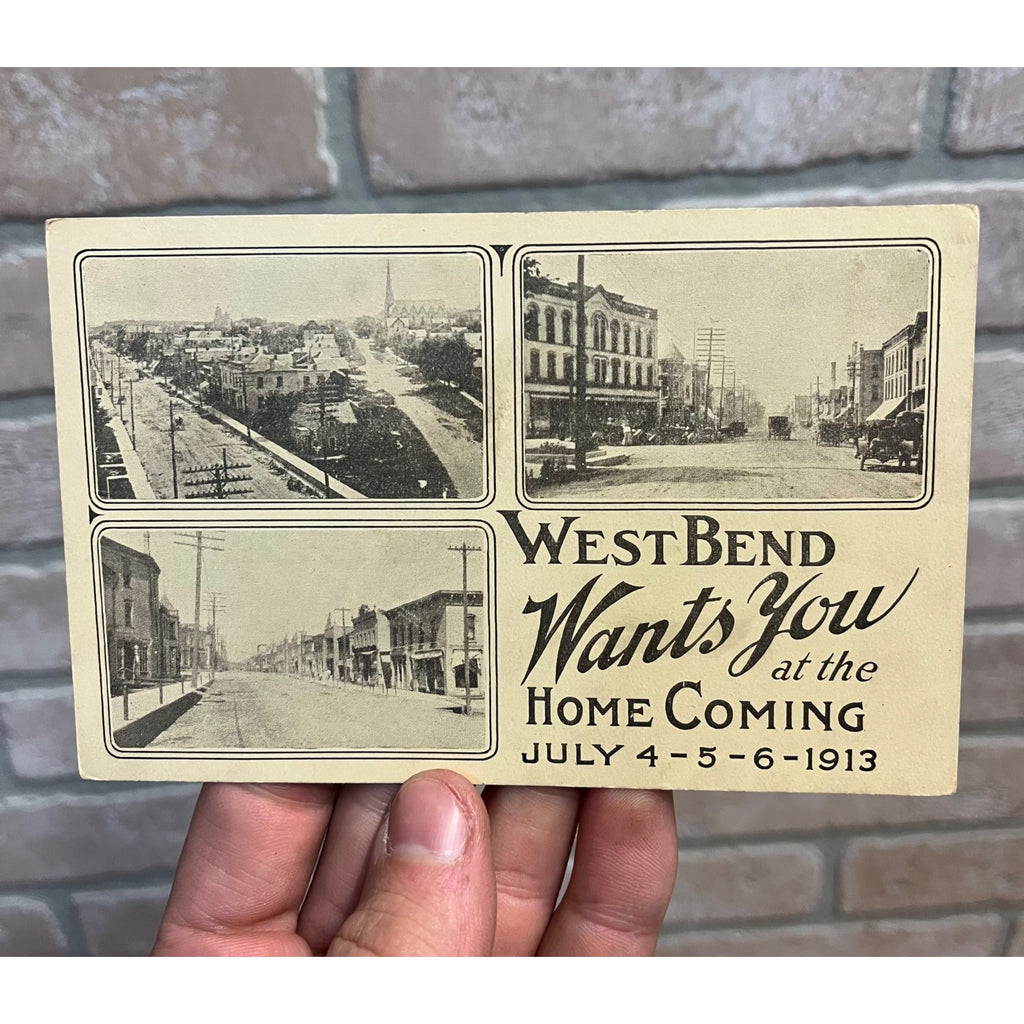 WEST BEND
Wants You
at the
HOME COMING
JULY 4-5-6-1913